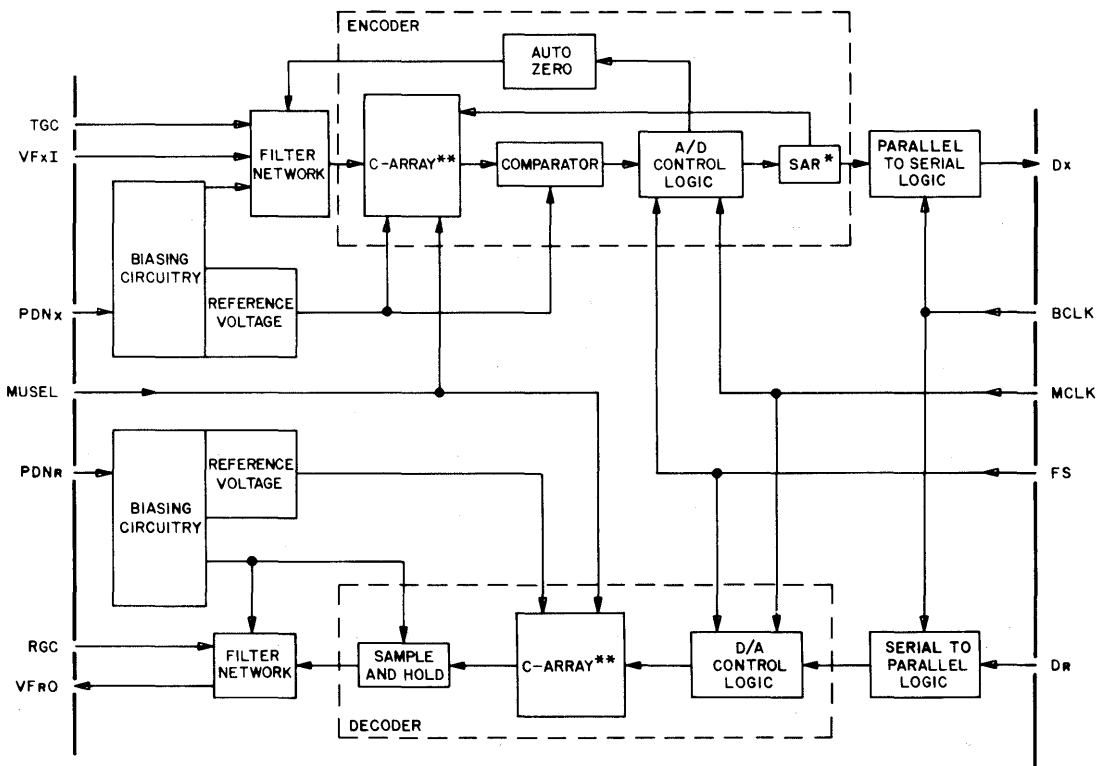 ENCODER
AUTO
ZERO
TGC
VFxI
FILTER
NETWORK
C-ARRAY**
COMPARATOR
A/D
CONTROL
LOGIC
SAR*
PARALLEL
TO SERIAL
LOGIC
Dx
BIASING
CIRCUITRY
REFERENCE
VOLTAGE
PDNx
BCLK
MUSEL
MCLK
PDNR
REFERENCE
VOLTAGE
BIASING
CIRCUITRY
FS
RGC
VFRO
FILTER
NETWORK
SAMPLE
AND HOLD
C-ARRAY**
D/A
CONTROL
LOGIC
SERIAL TO
PARALLEL
LOGIC
DR
DECODER